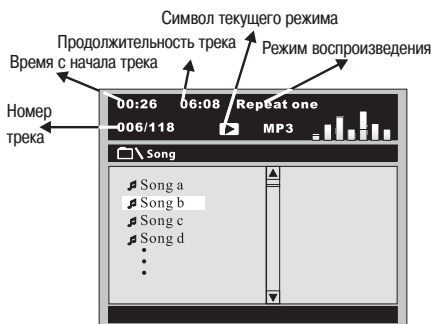 Символ текущего режима
Продолжительность трека
Режим воспроизведения
Время с начала трека
Номер
трека
00:26 06:08 Repeat one
006/118 MP3
\ Song
Song a
Song b
Song c
Song d